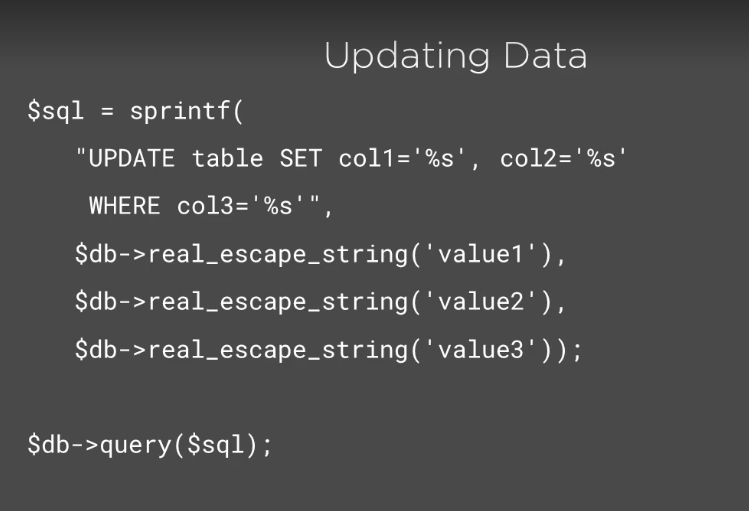 Updating Data
$sql = sprintf(
"UPDATE table SET col1='%s', col2='%s'
WHERE col3='%s'",
$db->real_escape_string('value1'),
$db->real_escape_string('value2'),
$db->real_escape_string('value3'));
$db->query($sql);